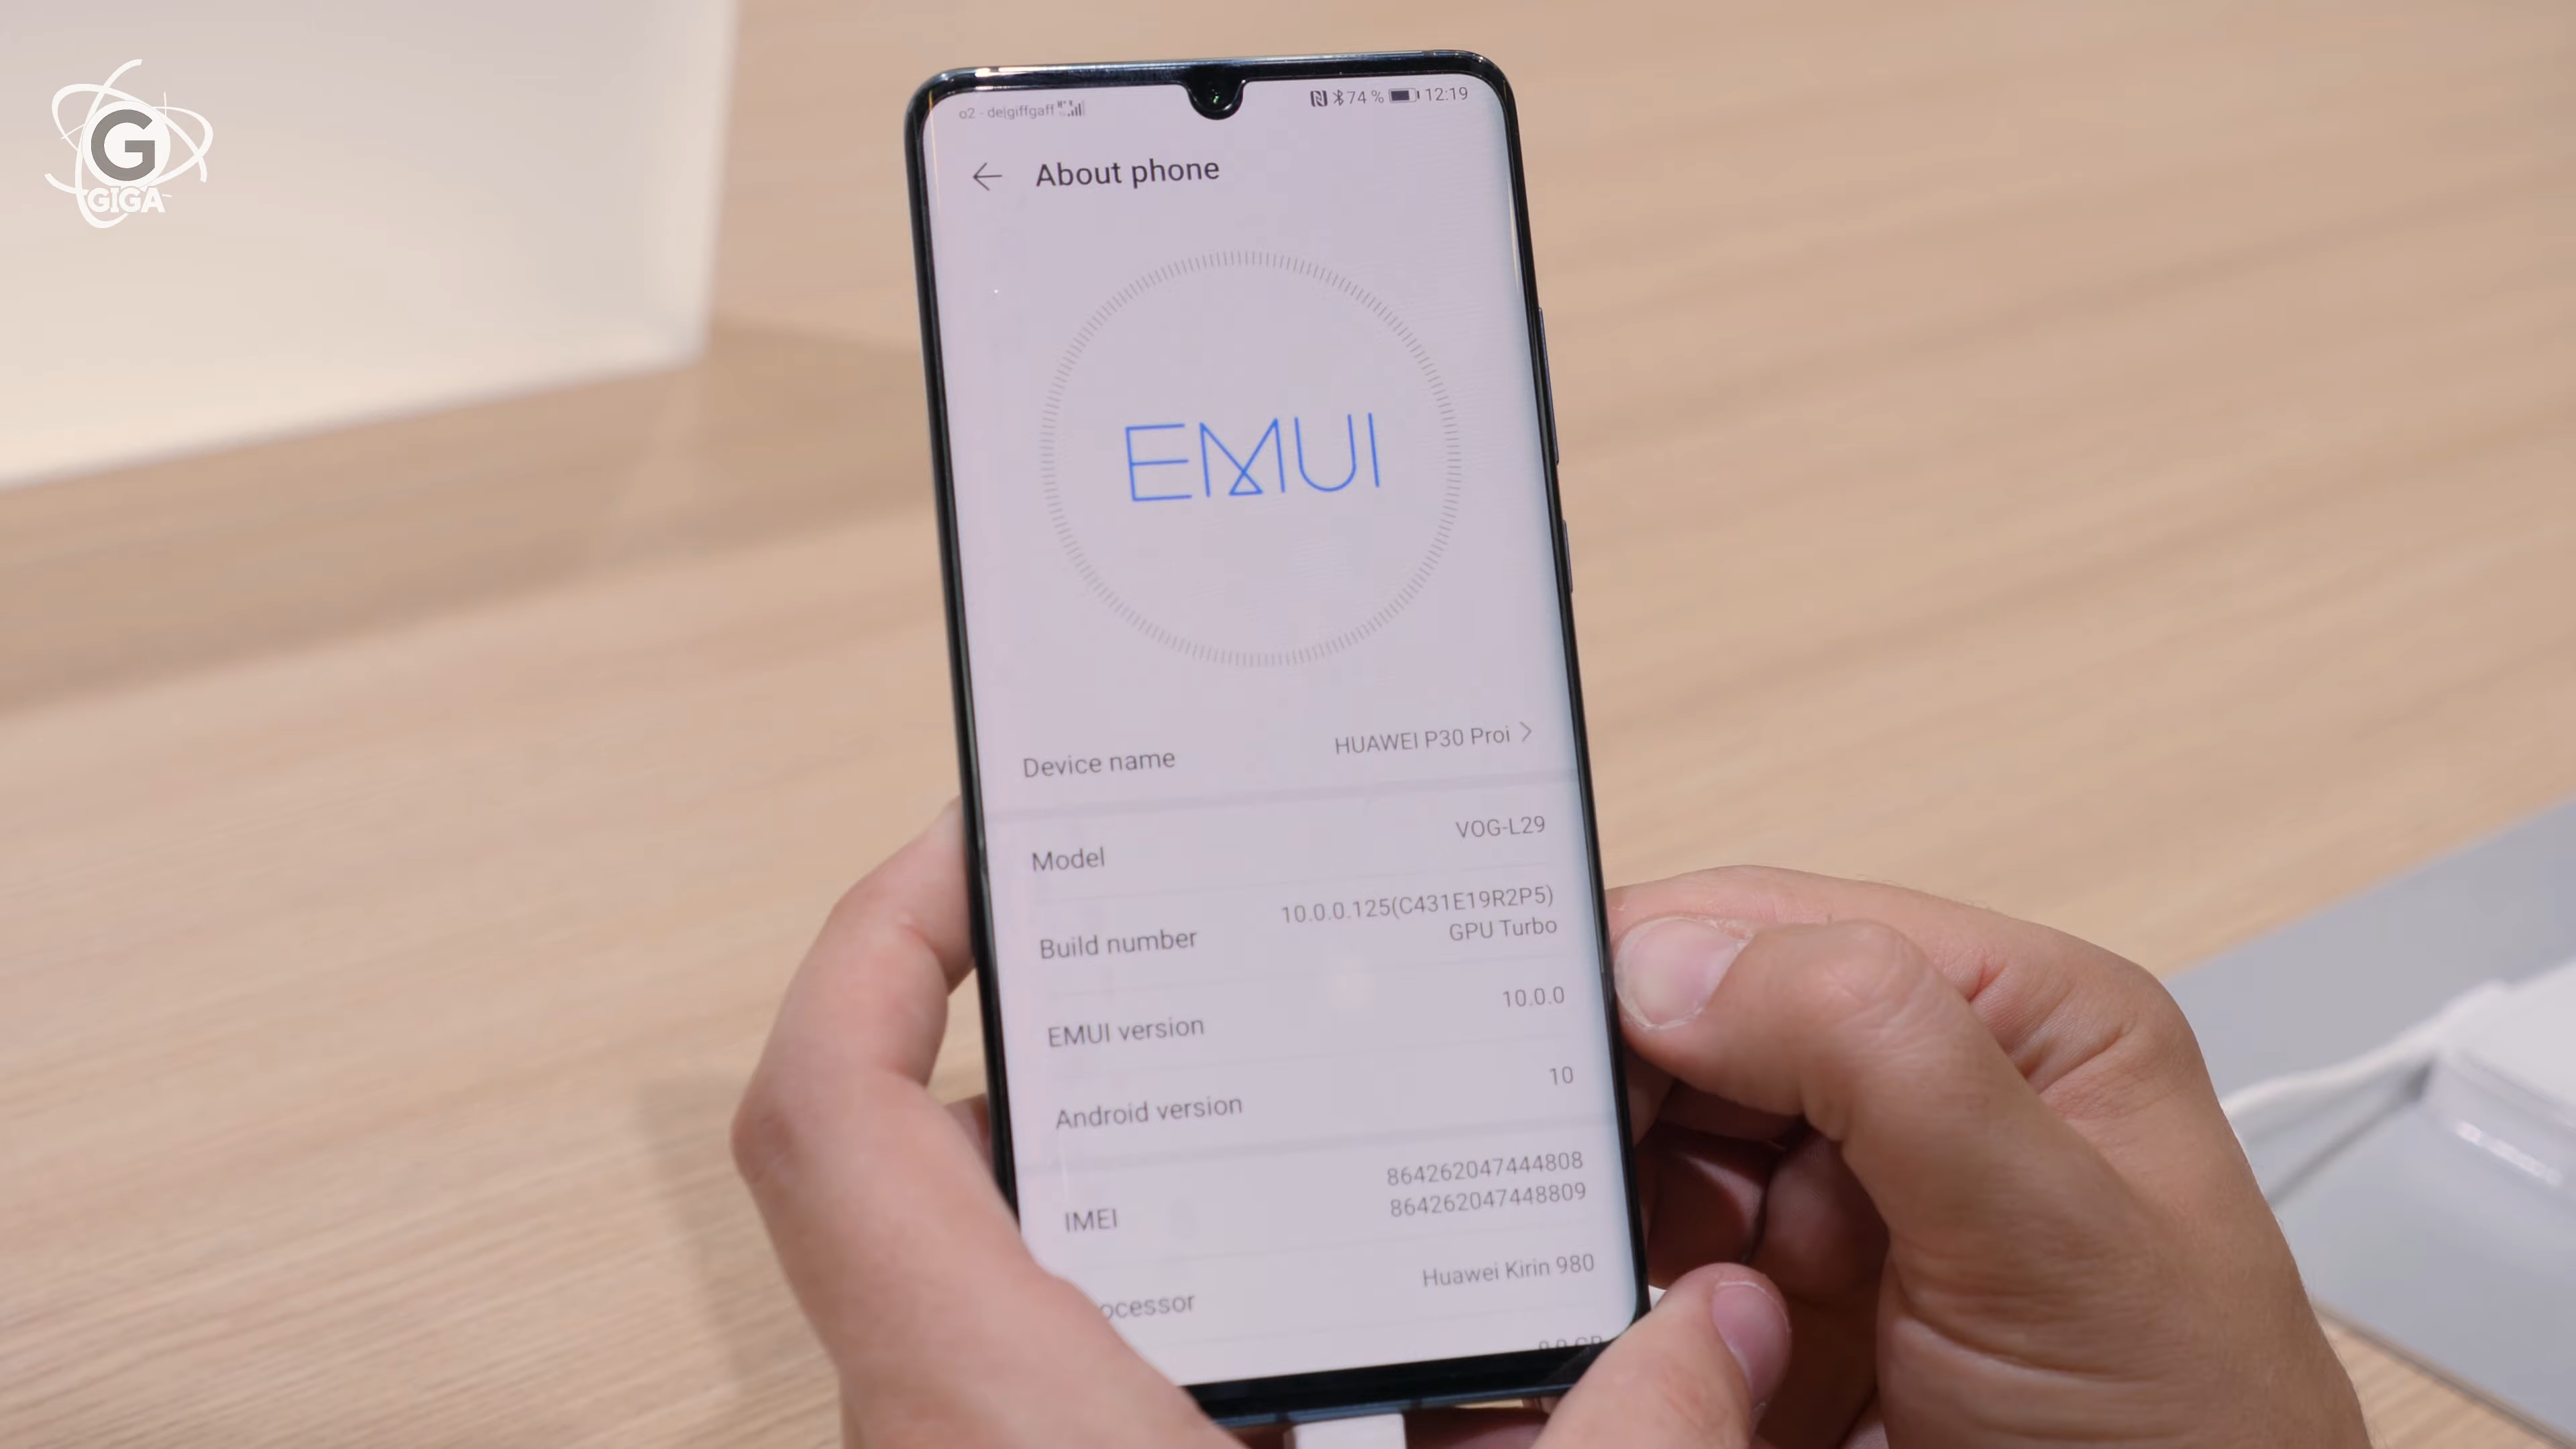 G
GIGA
o2 - de|giffgaff
74 % 12:19
About phone
EMUI
Device name HUAWEI P30 Proi
Model VOG-L29
Build number 10.0.0.125(C431E19R2P5)
GPU Turbo
EMUI version 10.0.0
Android version 10
IMEI 864262047444808
864262047448809
ocessor Huawei Kirin 980